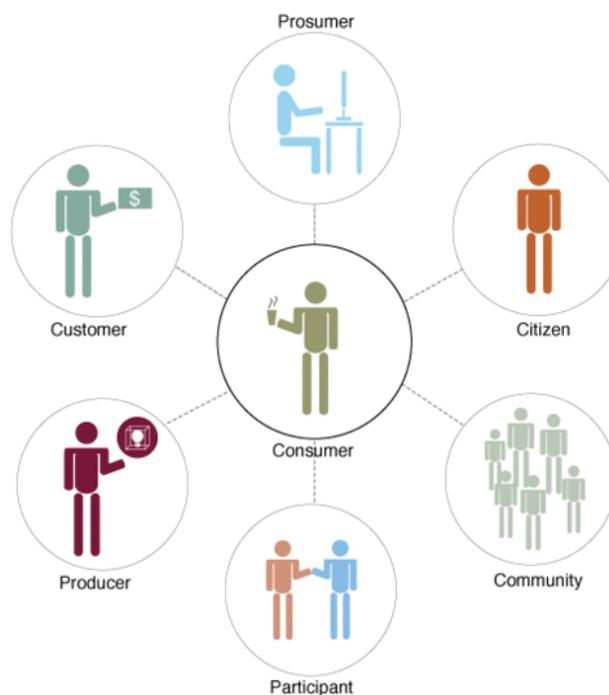 Prosumer
$
Customer
Citizen
Consumer
Producer
Community
Participant